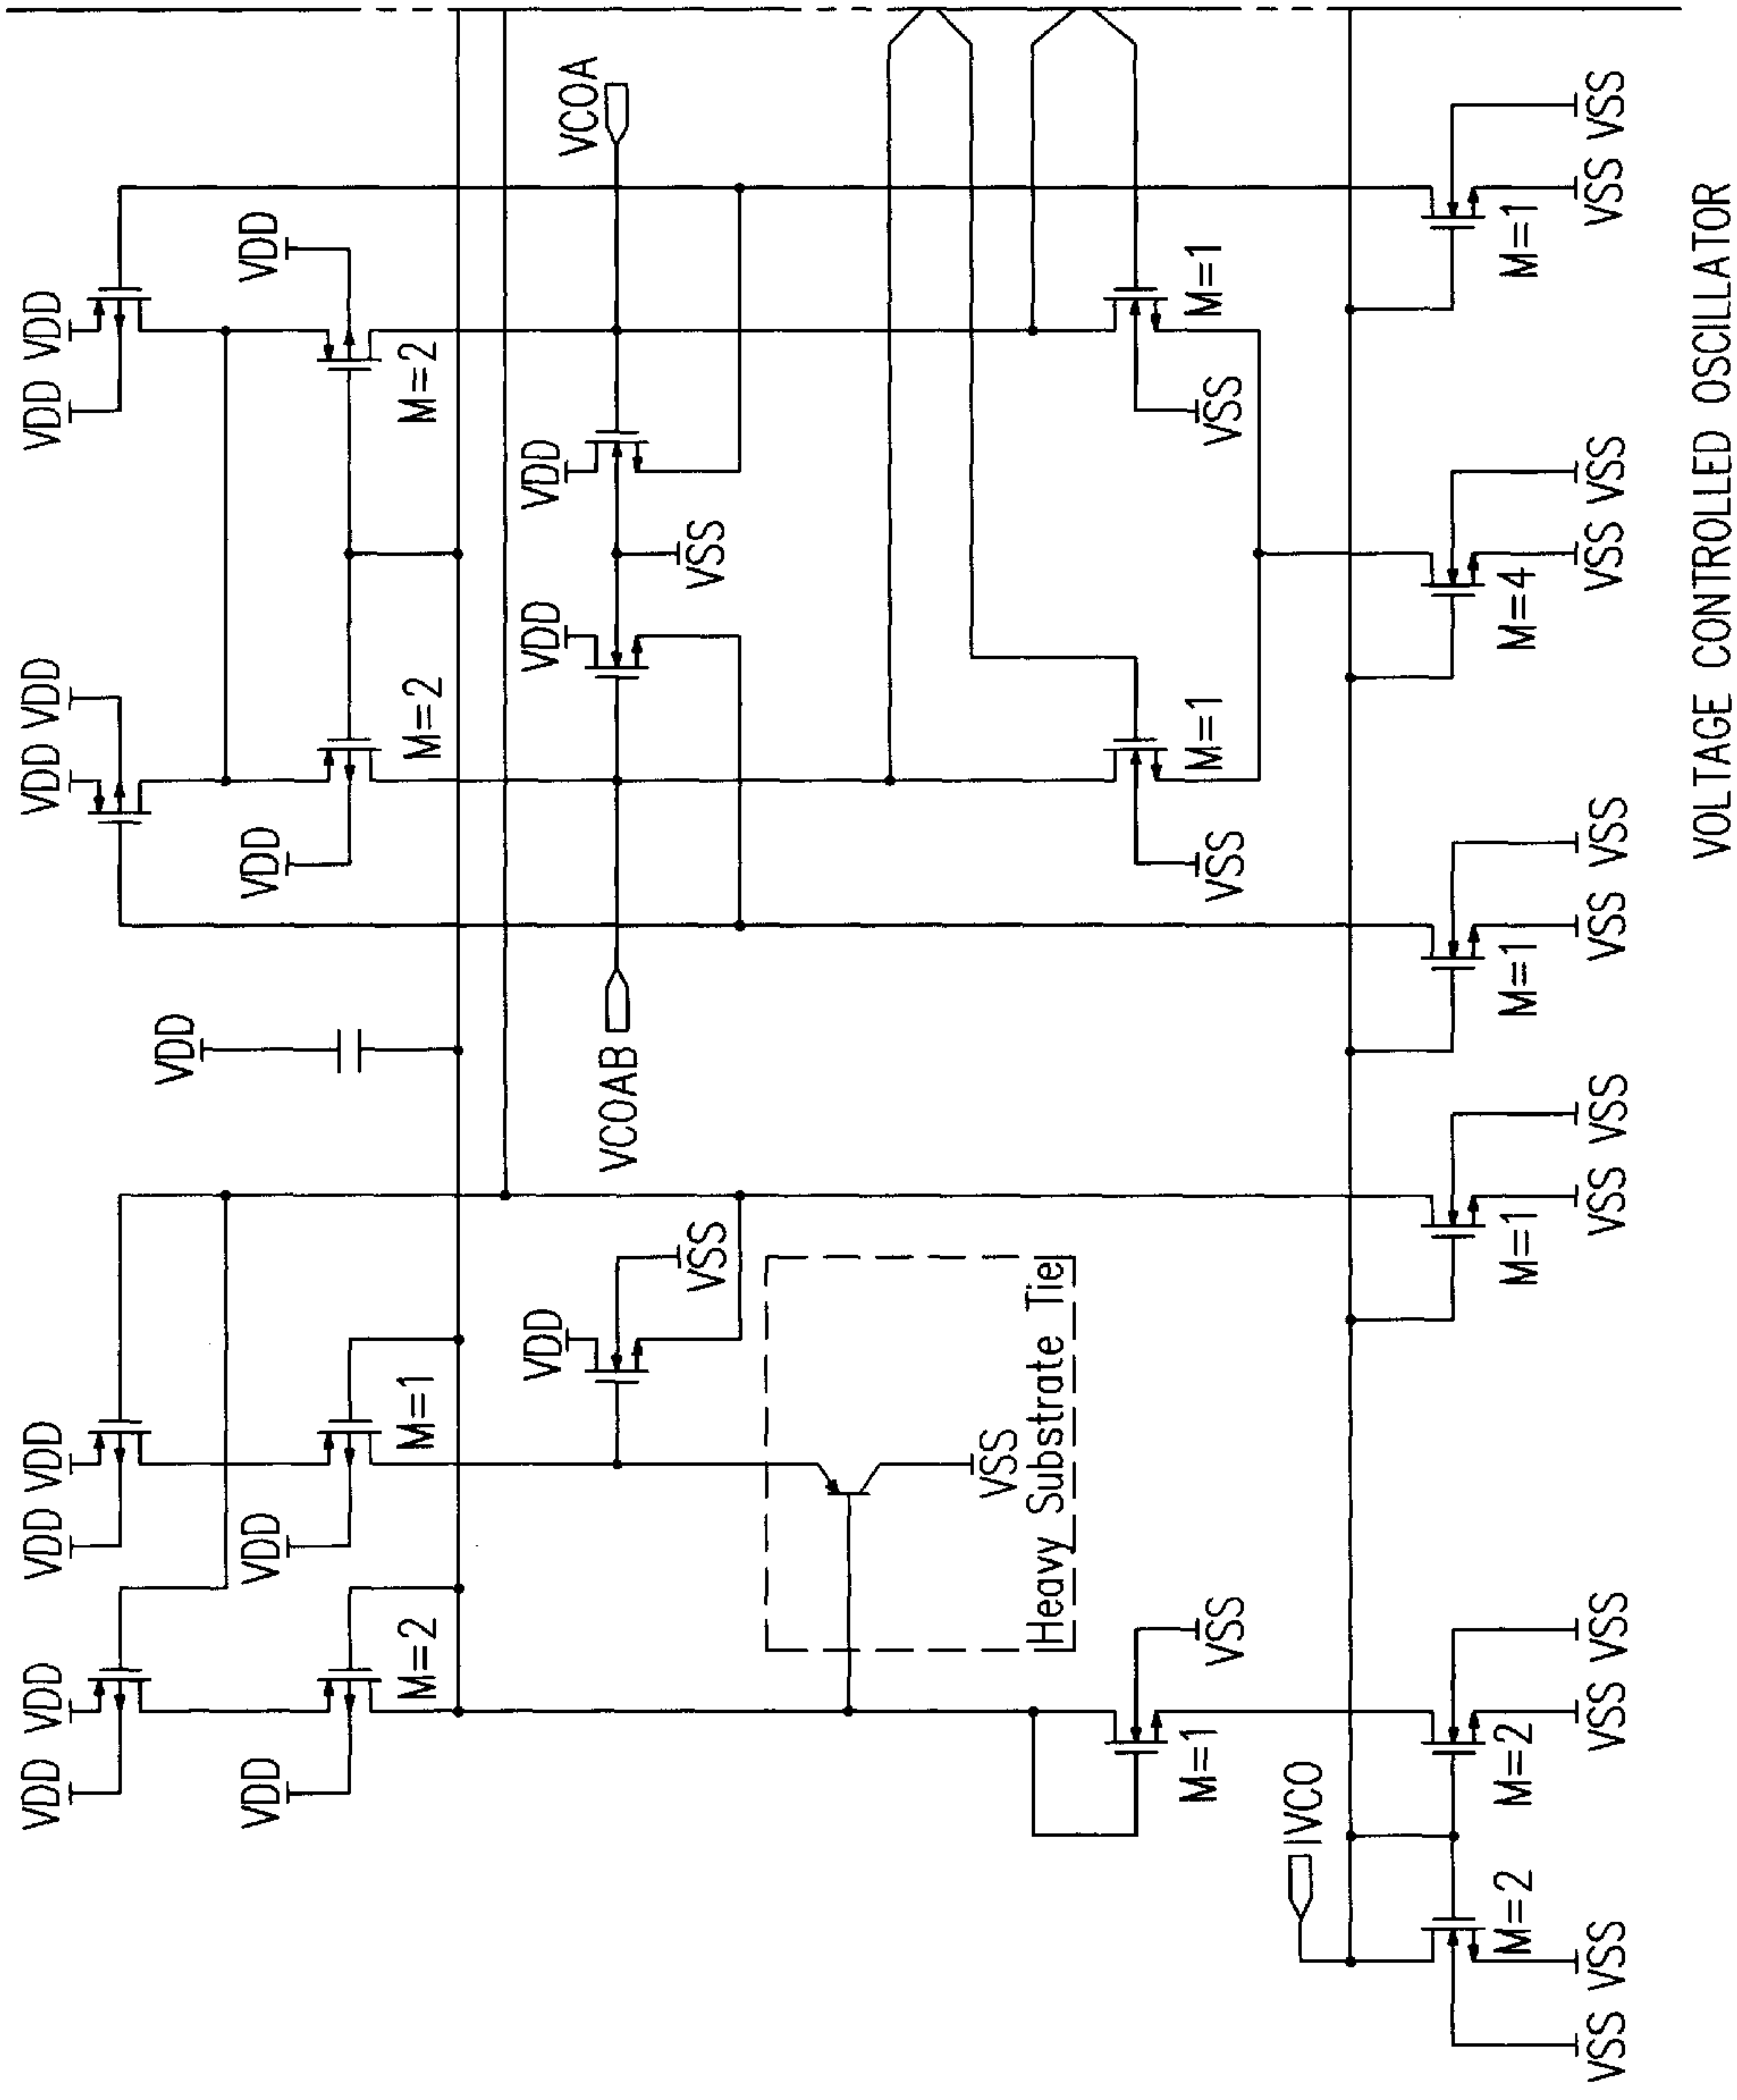 VDD VDD VDD VDD VDD VDD VDD VDD
VDD
VDD VDD VDD VDD
M=2 M=1 M=2 M=2
VDD VDD VDD VCOA
VCOAB
VSS VSS
VSS
Heavy Substrate Tie
M=1 VSS VSS M=1 VSS M=1
IVCO
M=2 M=2 M=1 M=1 M=4 M=1
VSS VSS VSS VSS VSS VSS VSS VSS VSS VSS VSS VSS
VOLTAGE CONTROLLED OSCILLATOR